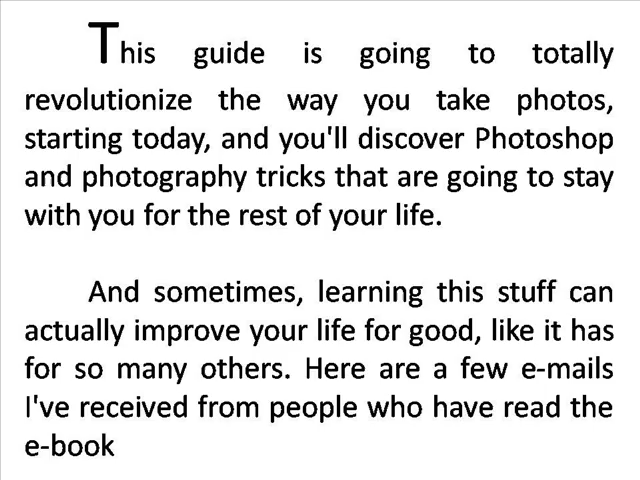 This guide is going to totally
revolutionize the way you take photos,
starting today, and you'll discover Photoshop
and photography tricks that are going to stay
with you for the rest of your life.
And sometimes, learning this stuff can
actually improve your life for good, like it has
for so many others. Here are a few e-mails
I've received from people who have read the
e-book